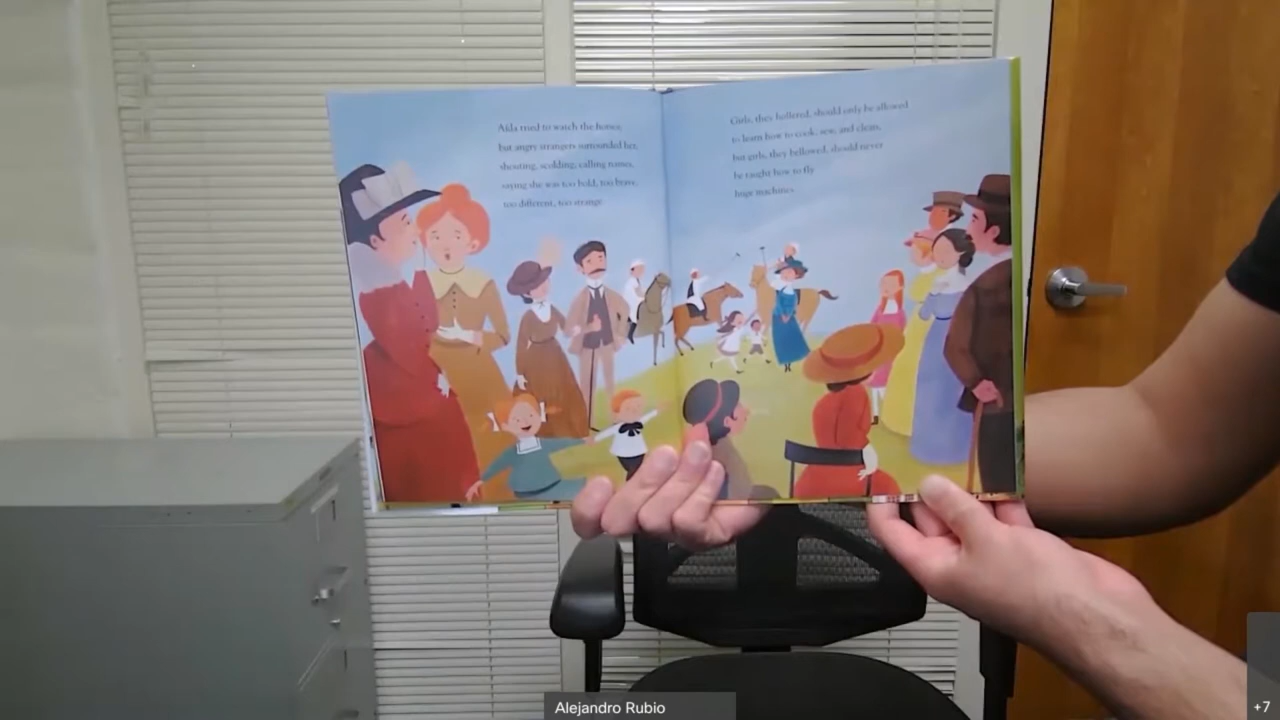 Aída tried to watch the horses,
but angry strangers surrounded her,
shouting, scolding, calling names,
saying she was too bold, too brave,
too different, too strange.
Girls, they hollered, should only be allowed
to learn how to cook, sew, and clean,
but girls, they bellowed, should never
be taught how to fly
huge machines.
Alejandro Rubio
+7